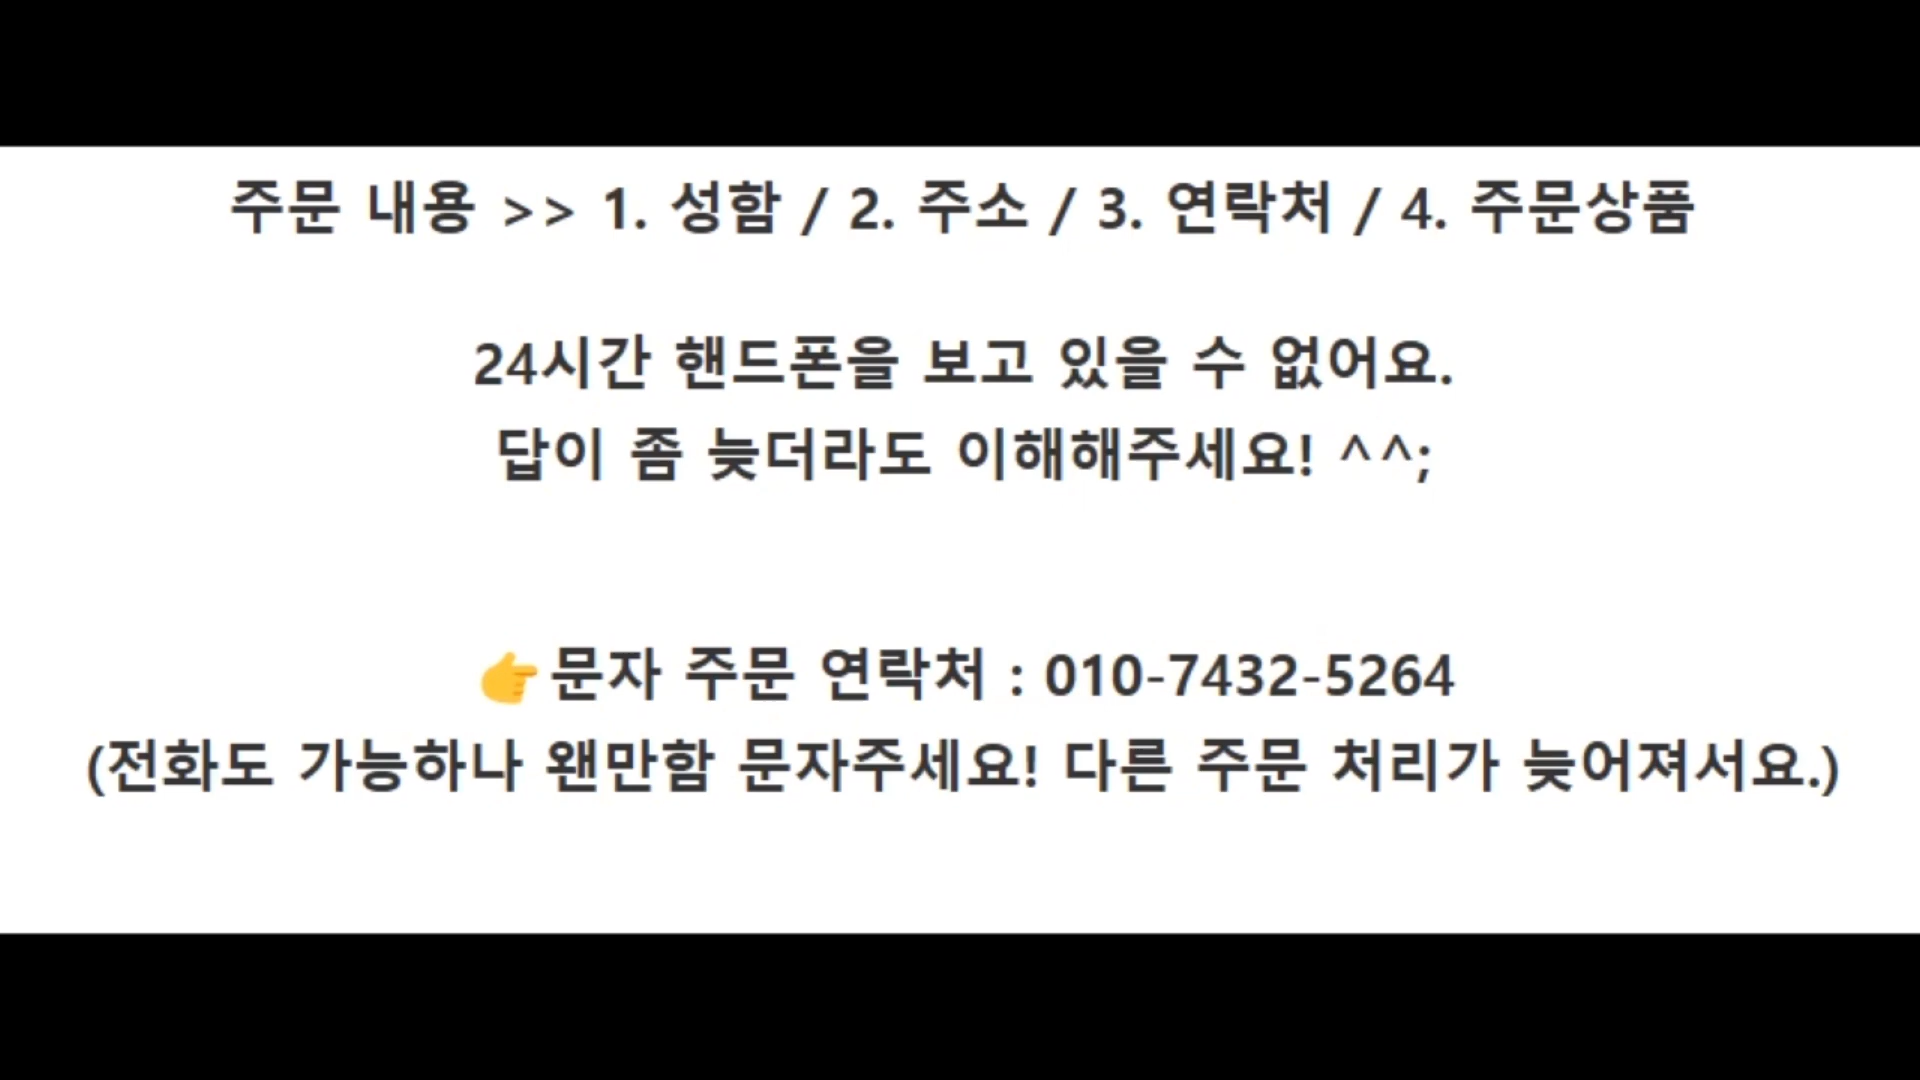 주문 내용 >> 1. 성함 / 2. 주소 / 3. 연락처 / 4. 주문상품
24시간 핸드폰을 보고 있을 수 없어요.
답이 좀 늦더라도 이해해주세요! ^^;
👉문자 주문 연락처 : 010-7432-5264
(전화도 가능하나 왠만함 문자주세요! 다른 주문 처리가 늦어져서요.)